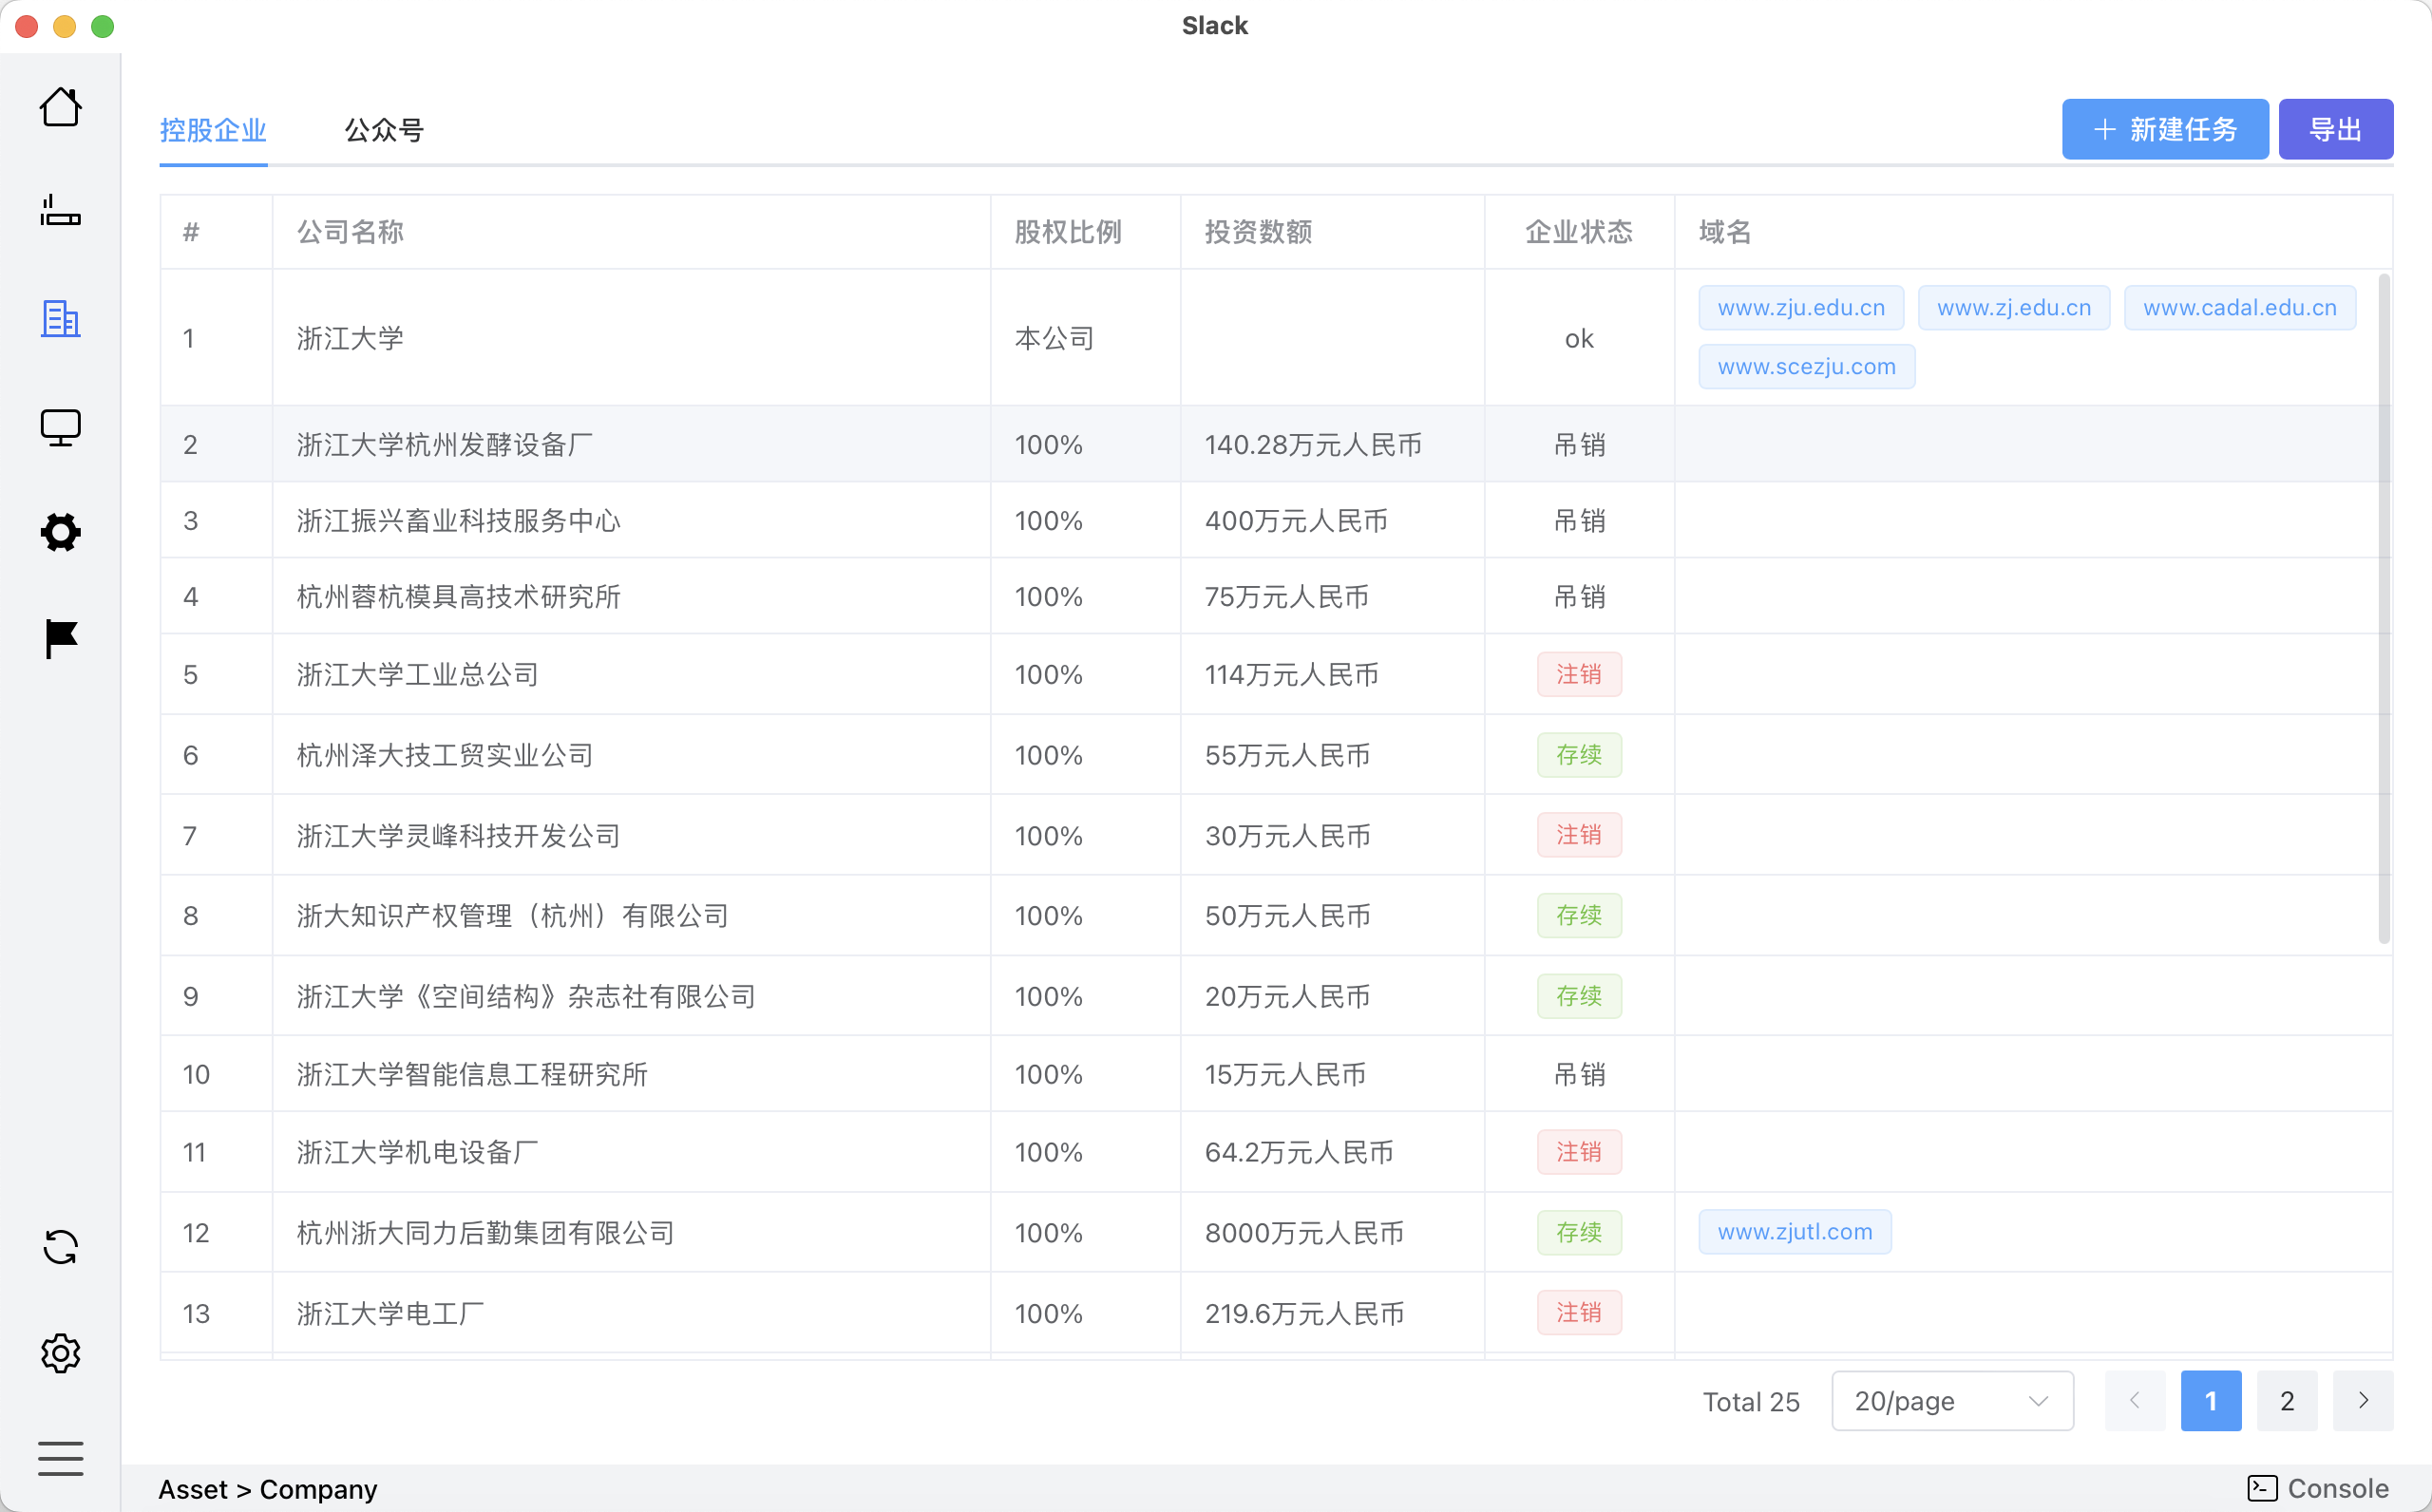 Slack
控股企业 公众号 新建任务 导出
# 公司名称 股权比例 投资数额 企业状态 域名
1 浙江大学 本公司 ok www.zju.edu.cn www.zj.edu.cn www.cadal.edu.cn
www.scezju.com
2 浙江大学杭州发酵设备厂 100% 140.28万元人民币 吊销
3 浙江振兴畜业科技服务中心 100% 400万元人民币 吊销
4 杭州蓉杭模具高技术研究所 100% 75万元人民币 吊销
5 浙江大学工业总公司 100% 114万元人民币 注销
6 杭州泽大技工贸实业公司 100% 55万元人民币 存续
7 浙江大学灵峰科技开发公司 100% 30万元人民币 注销
8 浙大知识产权管理（杭州）有限公司 100% 50万元人民币 存续
9 浙江大学《空间结构》杂志社有限公司 100% 20万元人民币 存续
10 浙江大学智能信息工程研究所 100% 15万元人民币 吊销
11 浙江大学机电设备厂 100% 64.2万元人民币 注销
12 杭州浙大同力后勤集团有限公司 100% 8000万元人民币 存续 www.zjutl.com
13 浙江大学电工厂 100% 219.6万元人民币 注销
Total 25 20/page 1 2
Asset > Company Console